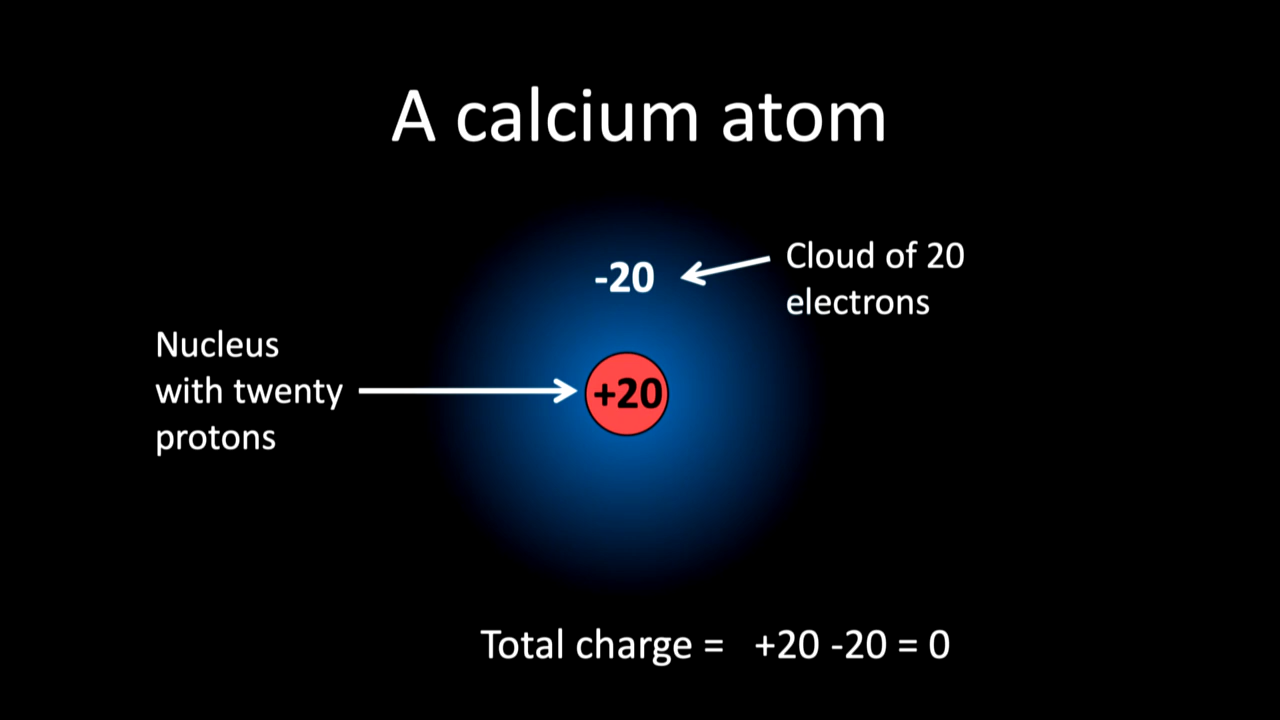 A calcium atom
-20
Cloud of 20
electrons
Nucleus
with twenty
protons
+20
Total charge = +20 -20 = 0